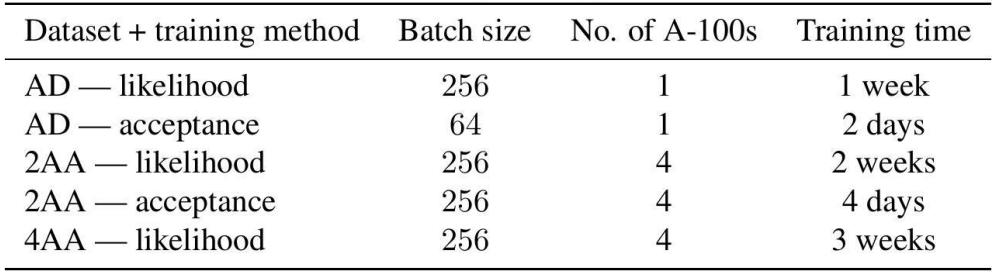 Dataset + training method Batch size No. of A-100s Training time
AD — likelihood 256 1 1 week
AD — acceptance 64 1 2 days
2AA — likelihood 256 4 2 weeks
2AA — acceptance 256 4 4 days
4AA — likelihood 256 4 3 weeks